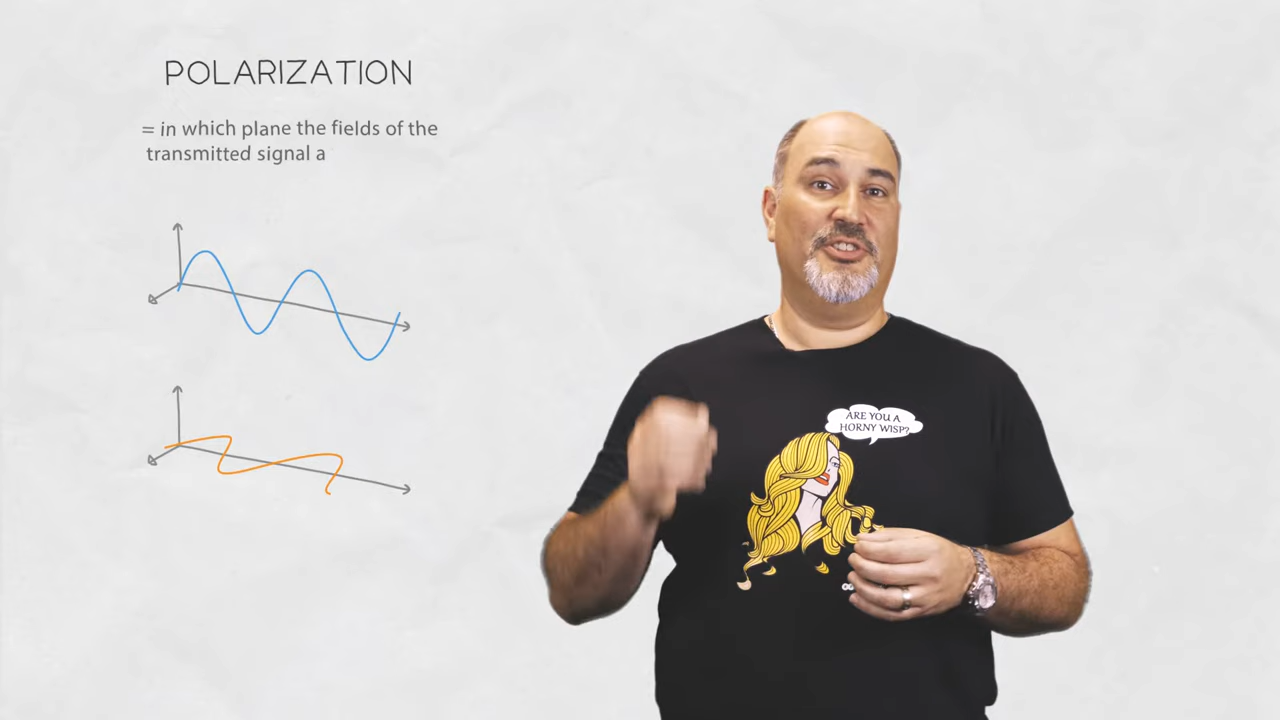 POLARIZATION
= in which plane the fields of the
transmitted signal a
ARE YOU A
HORNY WISP?